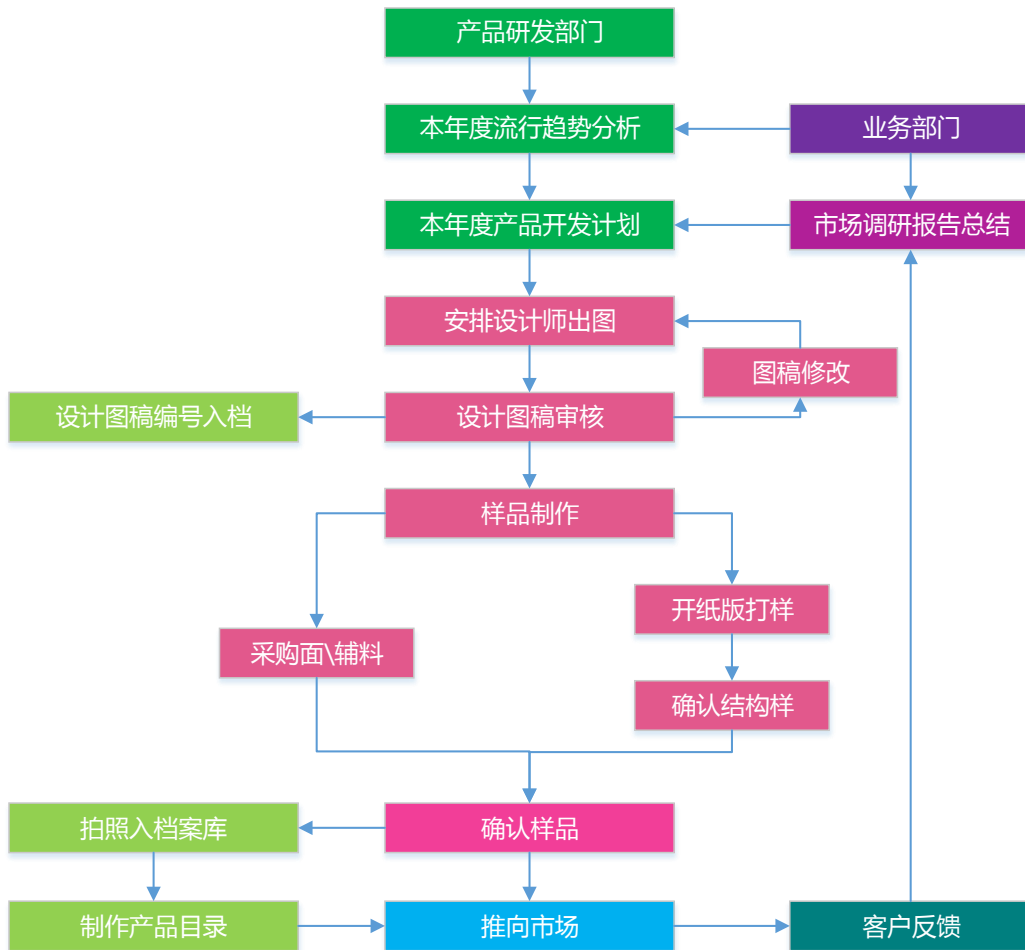 产品研发部门
本年度流行趋势分析
业务部门
本年度产品开发计划
市场调研报告总结
安排设计师出图
图稿修改
设计图稿编号入档
设计图稿审核
样品制作
开纸版打样
采购面\辅料
确认结构样
拍照入档案库
确认样品
制作产品目录
推向市场
客户反馈